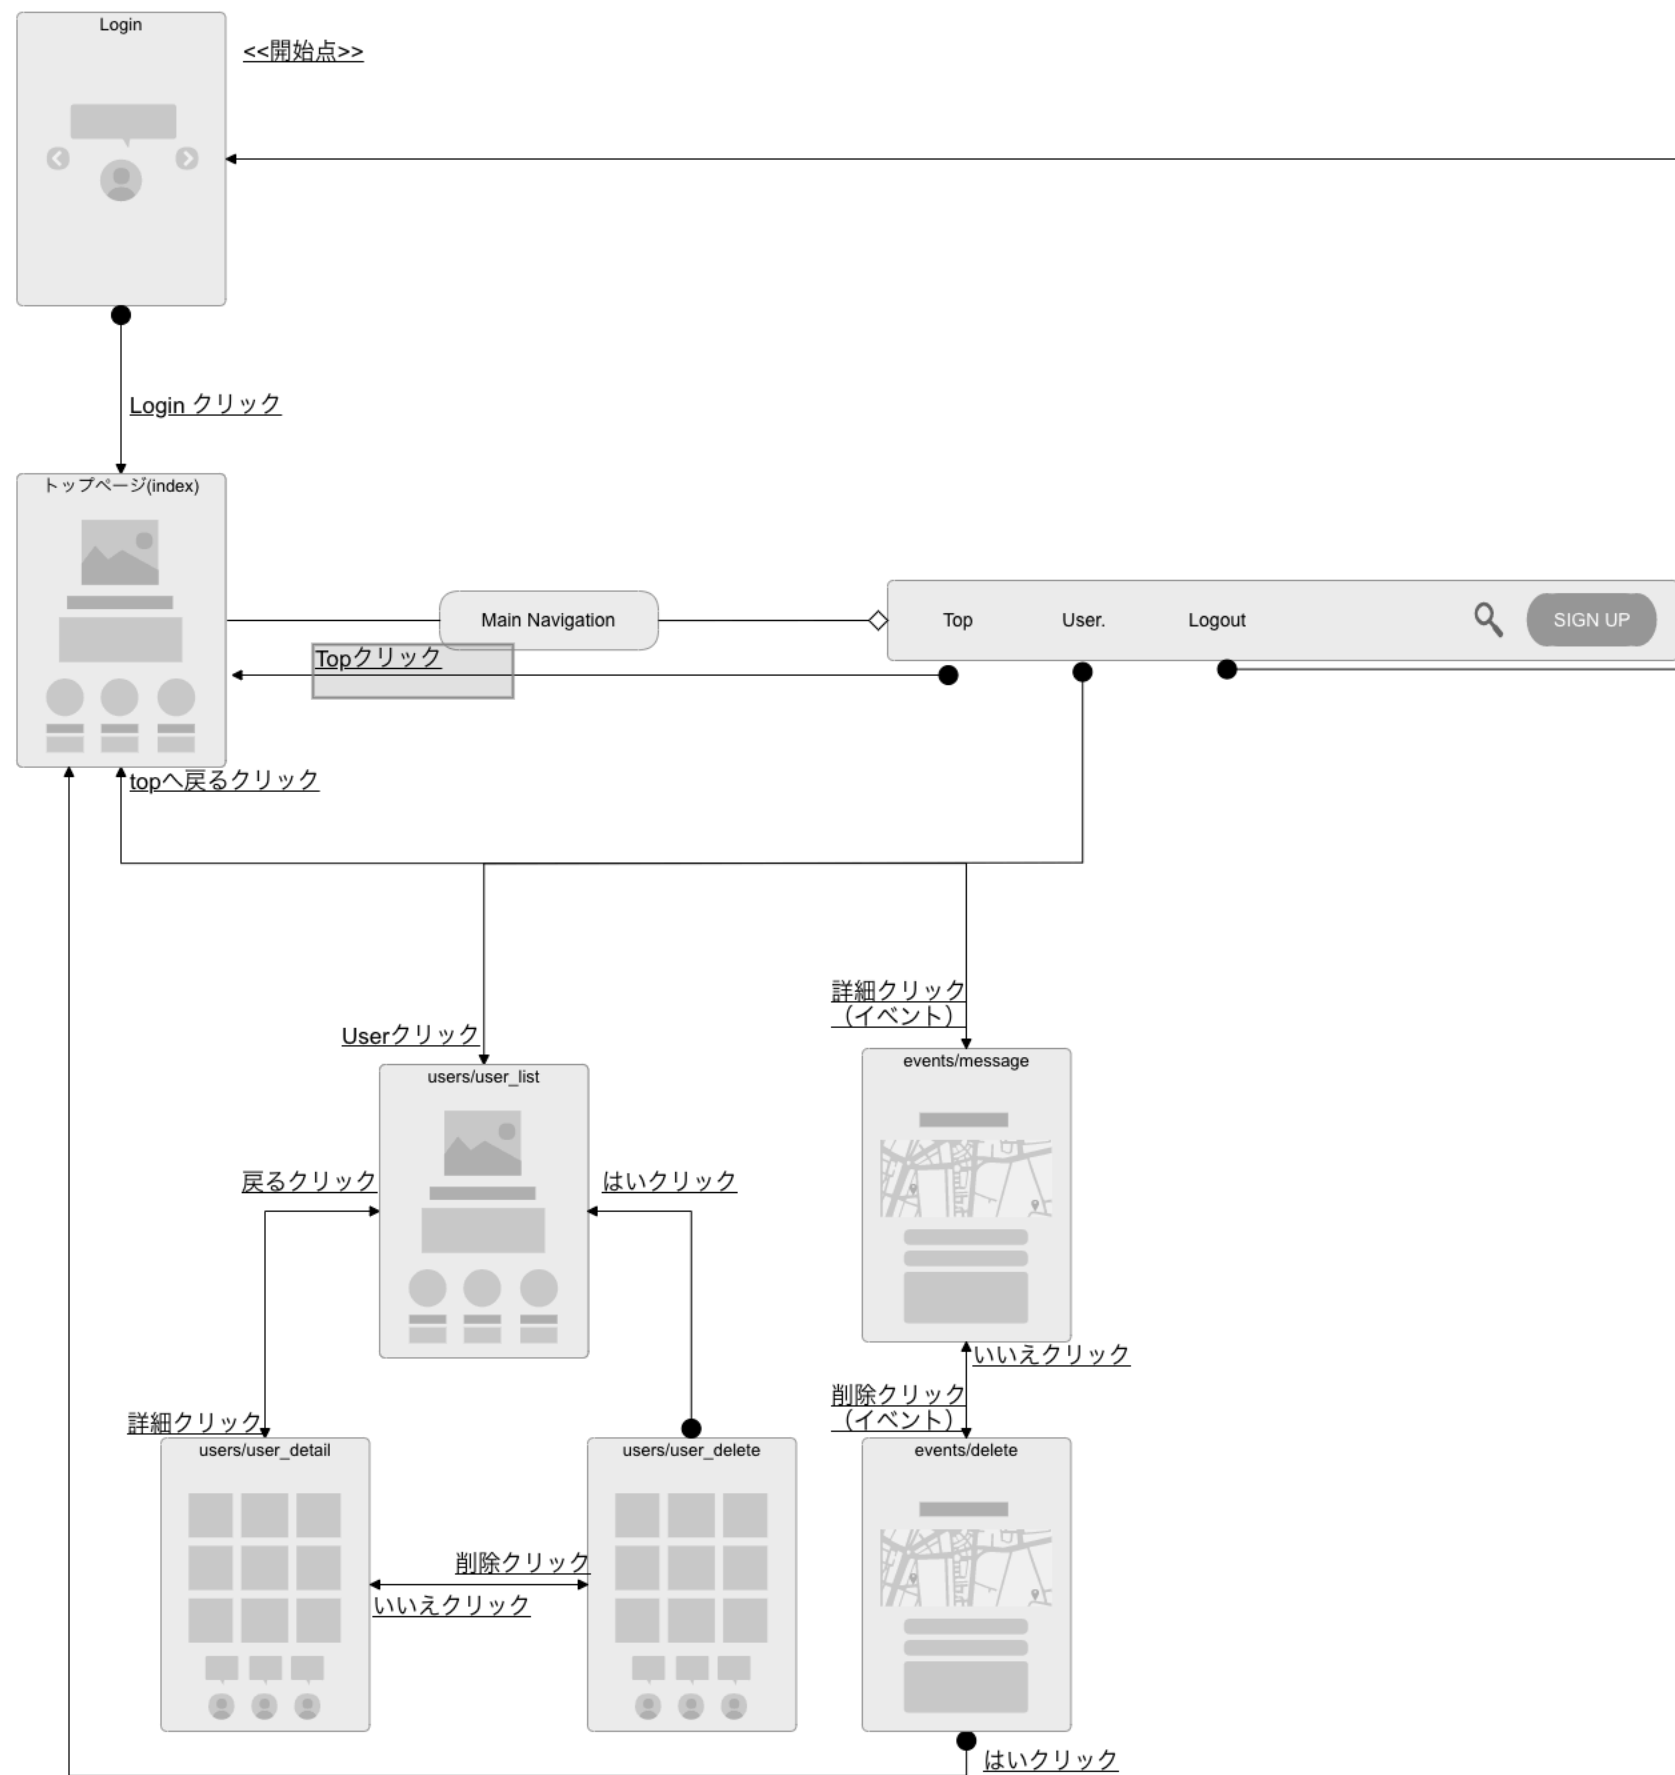 Login
<<開始点>>
Login クリック
トップページ(index)
Main Navigation
Top
User.
Logout
SIGN UP
Topクリック
topへ戻るクリック
詳細クリック
（イベント）
Userクリック
events/message
users/user_list
戻るクリック
はいクリック
いいえクリック
削除クリック
（イベント）
詳細クリック
users/user_detail
users/user_delete
events/delete
削除クリック
いいえクリック
はいクリック